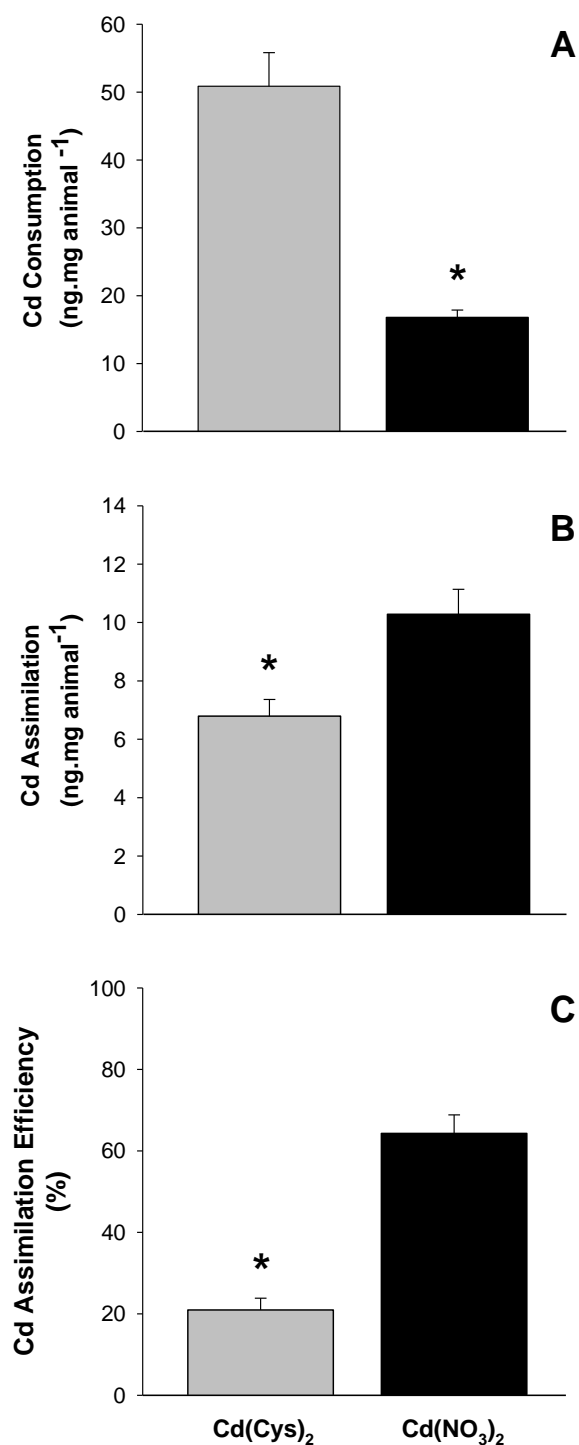 A
Cd Consumption
(ng.mg animal⁻¹)
60
50
40
30
20
10
0
*
B
Cd Assimilation
(ng.mg animal⁻¹)
14
12
10
8
6
4
2
0
*
C
Cd Assimilation Efficiency
(%)
100
80
60
40
20
0
*
Cd(Cys)₂ Cd(NO₃)₂